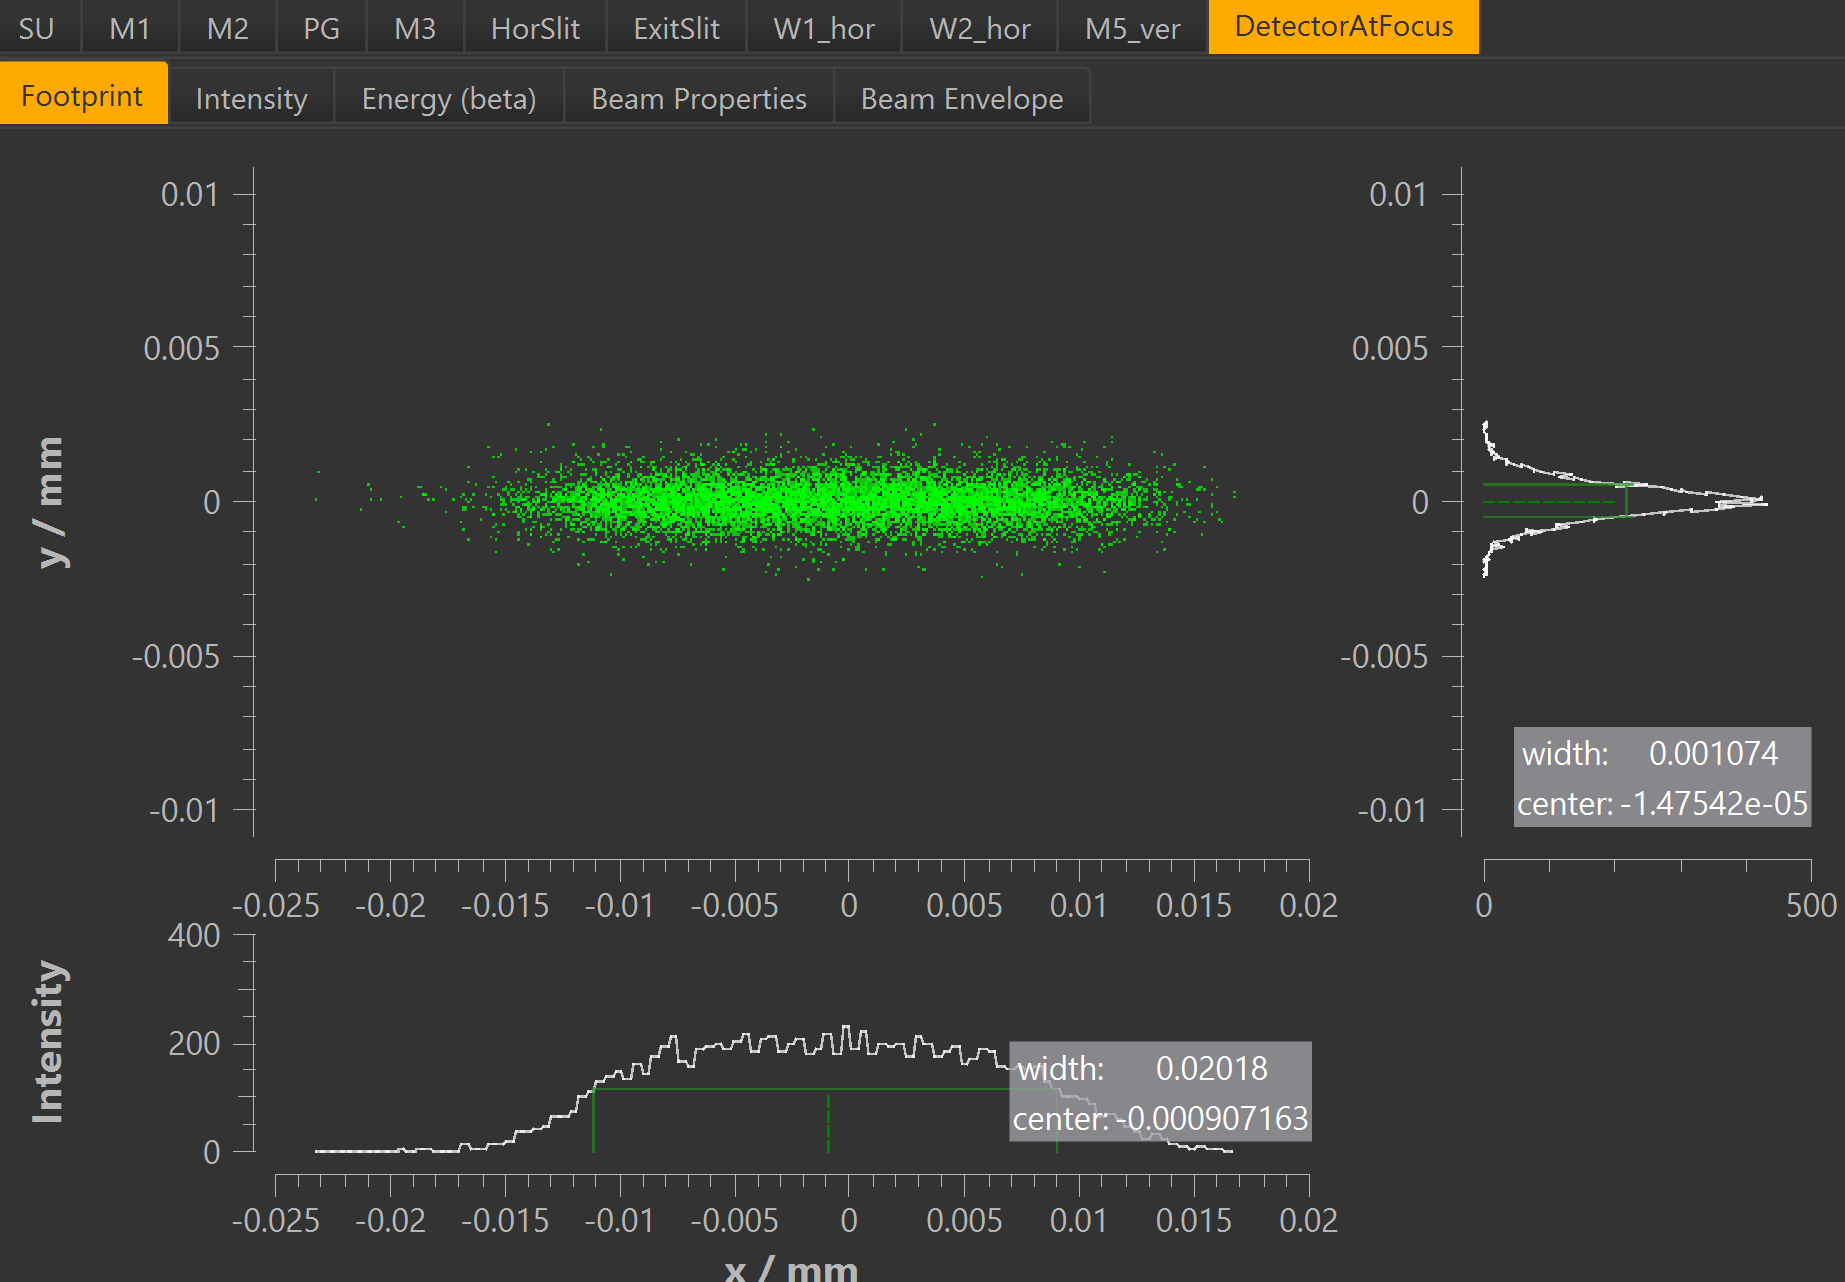 SU M1 M2 PG M3 HorSlit ExitSlit W1_hor W2_hor M5_ver DetectorAtFocus
Footprint Intensity Energy (beta) Beam Properties Beam Envelope
y / mm
0.01
0.005
0
-0.005
-0.01
0.01
0.005
0
-0.005
-0.01
width: 0.001074
center: -1.47542e-05
-0.025 -0.02 -0.015 -0.01 -0.005 0 0.005 0.01 0.015 0.02
0 500
Intensity
400
200
0
width: 0.02018
center: -0.000907163
-0.025 -0.02 -0.015 -0.01 -0.005 0 0.005 0.01 0.015 0.02
x / mm